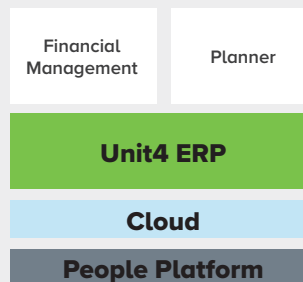 Financial
Management
Planner
Unit4 ERP
Cloud
People Platform